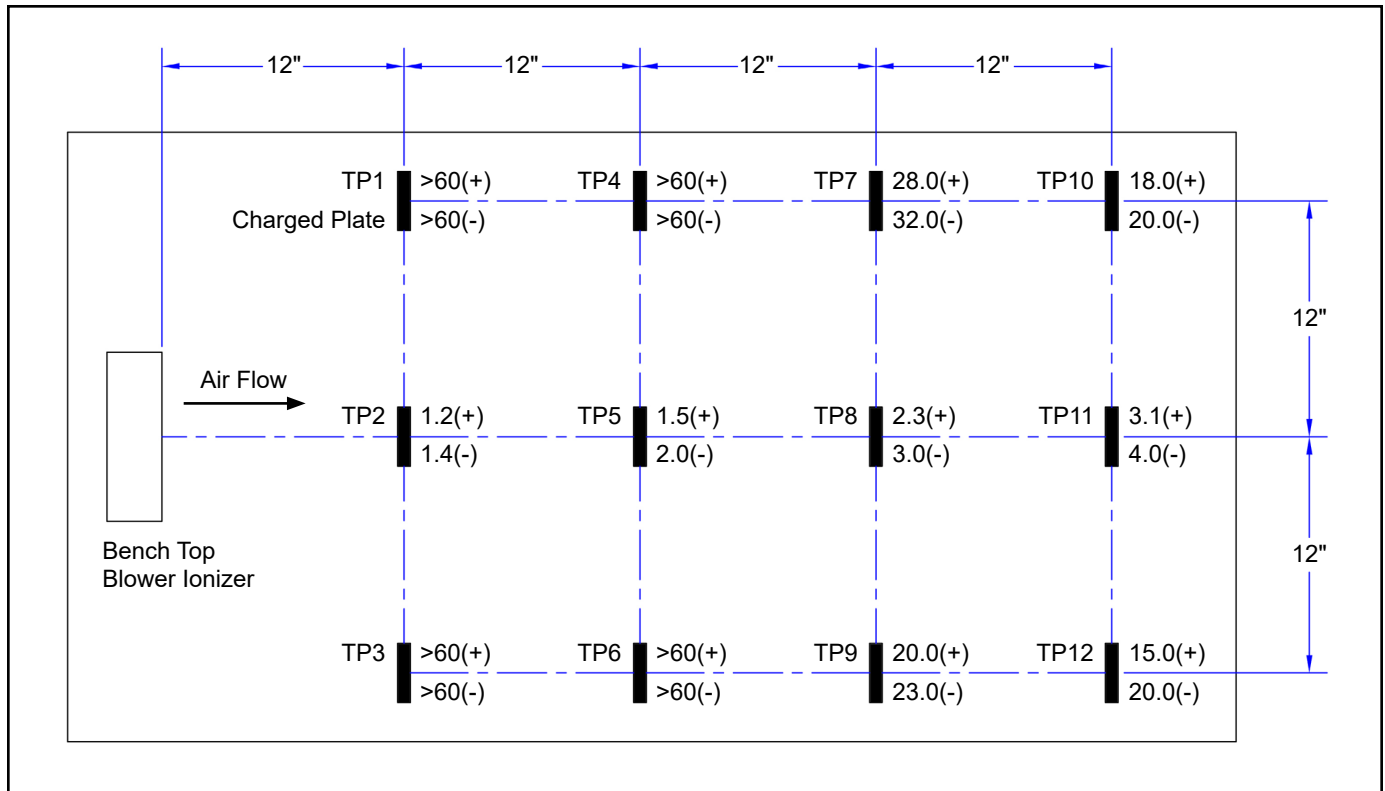 12" 12" 12" 12"
TP1 >60(+) TP4 >60(+) TP7 28.0(+) TP10 18.0(+)
Charged Plate >60(-) >60(-) 32.0(-) 20.0(-)
12"
Air Flow
TP2 1.2(+) TP5 1.5(+) TP8 2.3(+) TP11 3.1(+)
1.4(-) 2.0(-) 3.0(-) 4.0(-)
Bench Top
12"
Blower Ionizer
TP3 >60(+) TP6 >60(+) TP9 20.0(+) TP12 15.0(+)
>60(-) >60(-) 23.0(-) 20.0(-)